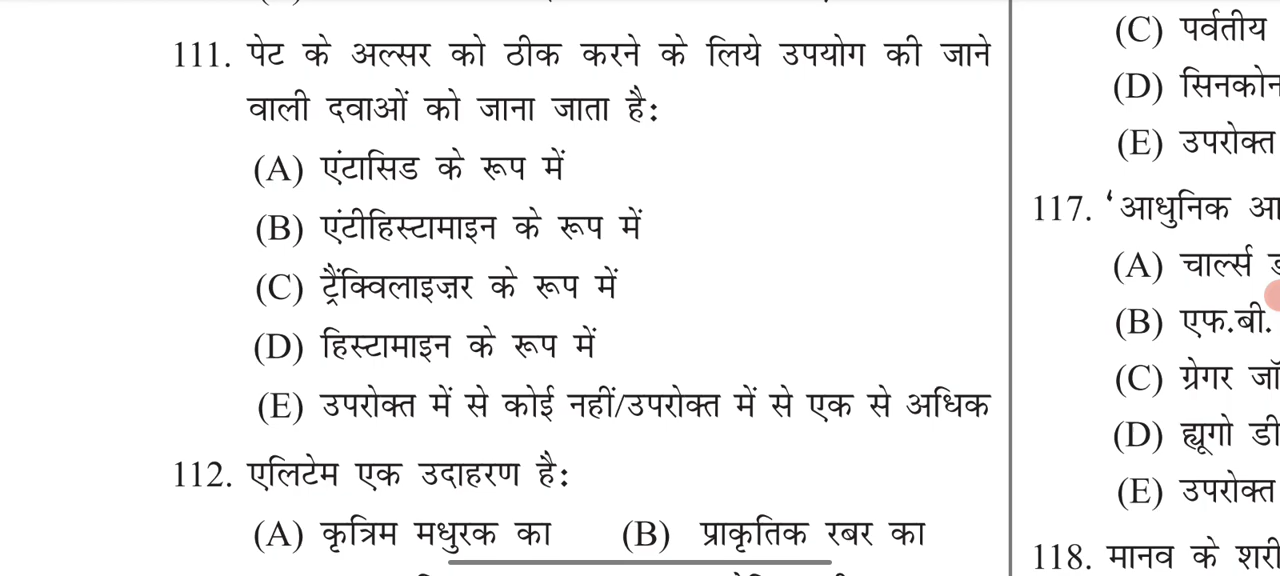 111. पेट के अल्सर को ठीक करने के लिये उपयोग की जाने
वाली दवाओं को जाना जाता है:
(A) एंटासिड के रूप में
(B) एंटीहिस्टामाइन के रूप में
(C) ट्रैंक्विलाइज़र के रूप में
(D) हिस्टामाइन के रूप में
(E) उपरोक्त में से कोई नहीं/उपरोक्त में से एक से अधिक
112. एलिटेम एक उदाहरण है:
(A) कृत्रिम मधुरक का (B) प्राकृतिक रबर का
(C) पर्वतीय
(D)
(E) उपरोक्त
117. ‘आधुनिक
(A) चार्ल्स
(B) एफ.बी.
(C) ग्रेगर
(D) ह्यूगो डी
(E) उपरोक्त
118. मानव के